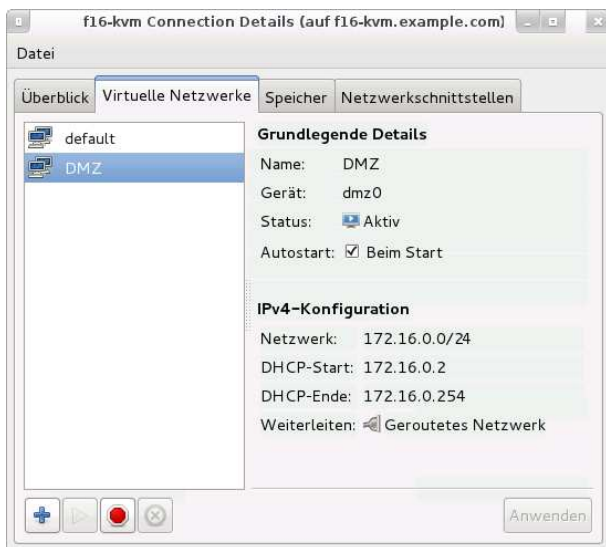 f16-kvm Connection Details (auf f16-kvm.example.com)
Datei
Überblick
Virtuelle Netzwerke
Speicher
Netzwerkschnittstellen
default
DMZ
Grundlegende Details
Name: DMZ
Gerät: dmz0
Status: Aktiv
Autostart: Beim Start
IPv4-Konfiguration
Netzwerk: 172.16.0.0/24
DHCP-Start: 172.16.0.2
DHCP-Ende: 172.16.0.254
Weiterleiten: Geroutetes Netzwerk
Anwenden